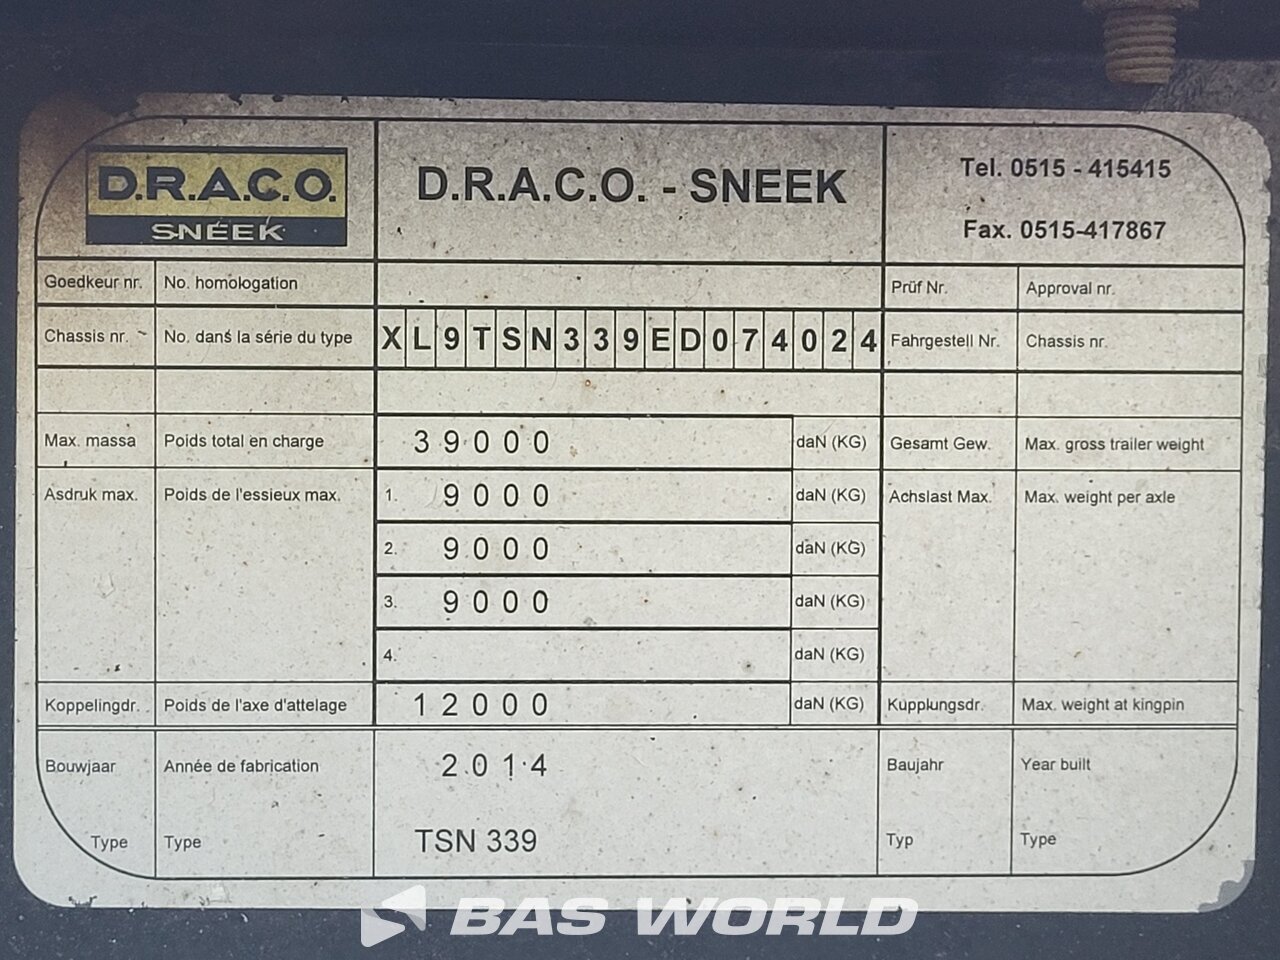 D.R.A.C.O.
SNEEK
D.R.A.C.O. - SNEEK
Tel. 0515 - 415415
Fax. 0515-417867
Goedkeur nr. No. homologation Prüf Nr. Approval nr.
Chassis nr. No. dans la série du type XL9TSN339ED074024 Fahrgestell Nr. Chassis nr.
Max. massa Poids total en charge 39000 daN (KG) Gesamt Gew. Max. gross trailer weight
Asdruk max. Poids de l'essieux max. 1. 9000 daN (KG) Achslast Max. Max. weight per axle
2. 9000 daN (KG)
3. 9000 daN (KG)
4. daN (KG)
Koppelingdr. Poids de l'axe d'attelage 12000 daN (KG) Kupplungsdr. Max. weight at kingpin
Bouwjaar Année de fabrication 2014 Baujahr Year built
Type Type TSN 339 Typ Type
BAS WORLD